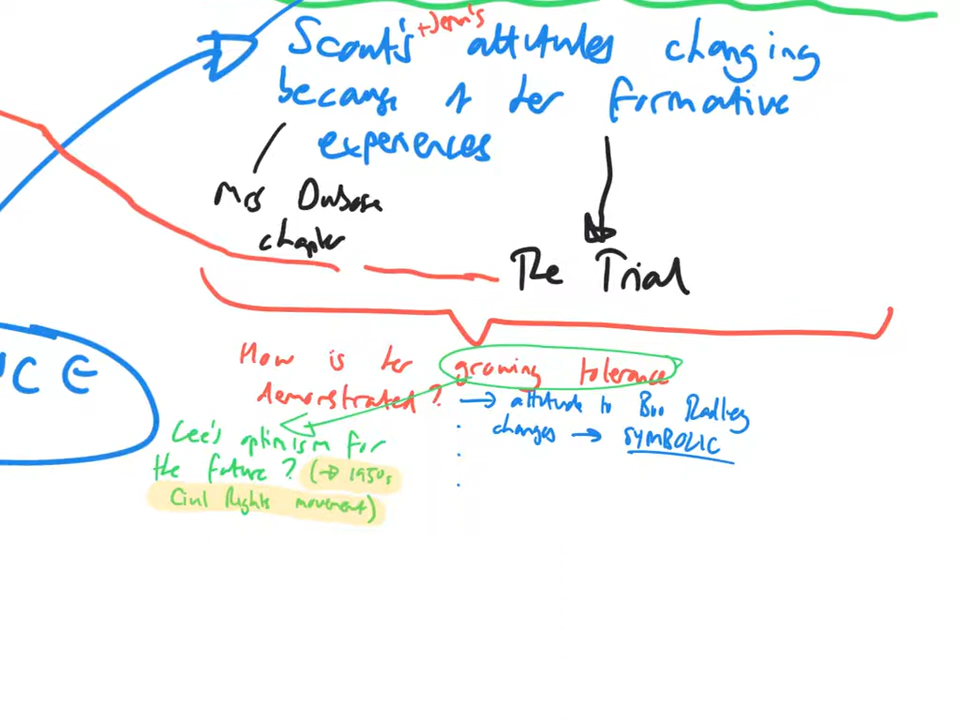 Scout's +Jem's attitudes changing
because of her formative
experiences
Mrs Dubose
chapter
The Trial
UCE
How is her growing tolerance
demonstrated? → attitude to Boo Radley
changes → SYMBOLIC
Lee's optimism for
the future? (→ 1950s
Civil Rights movement)